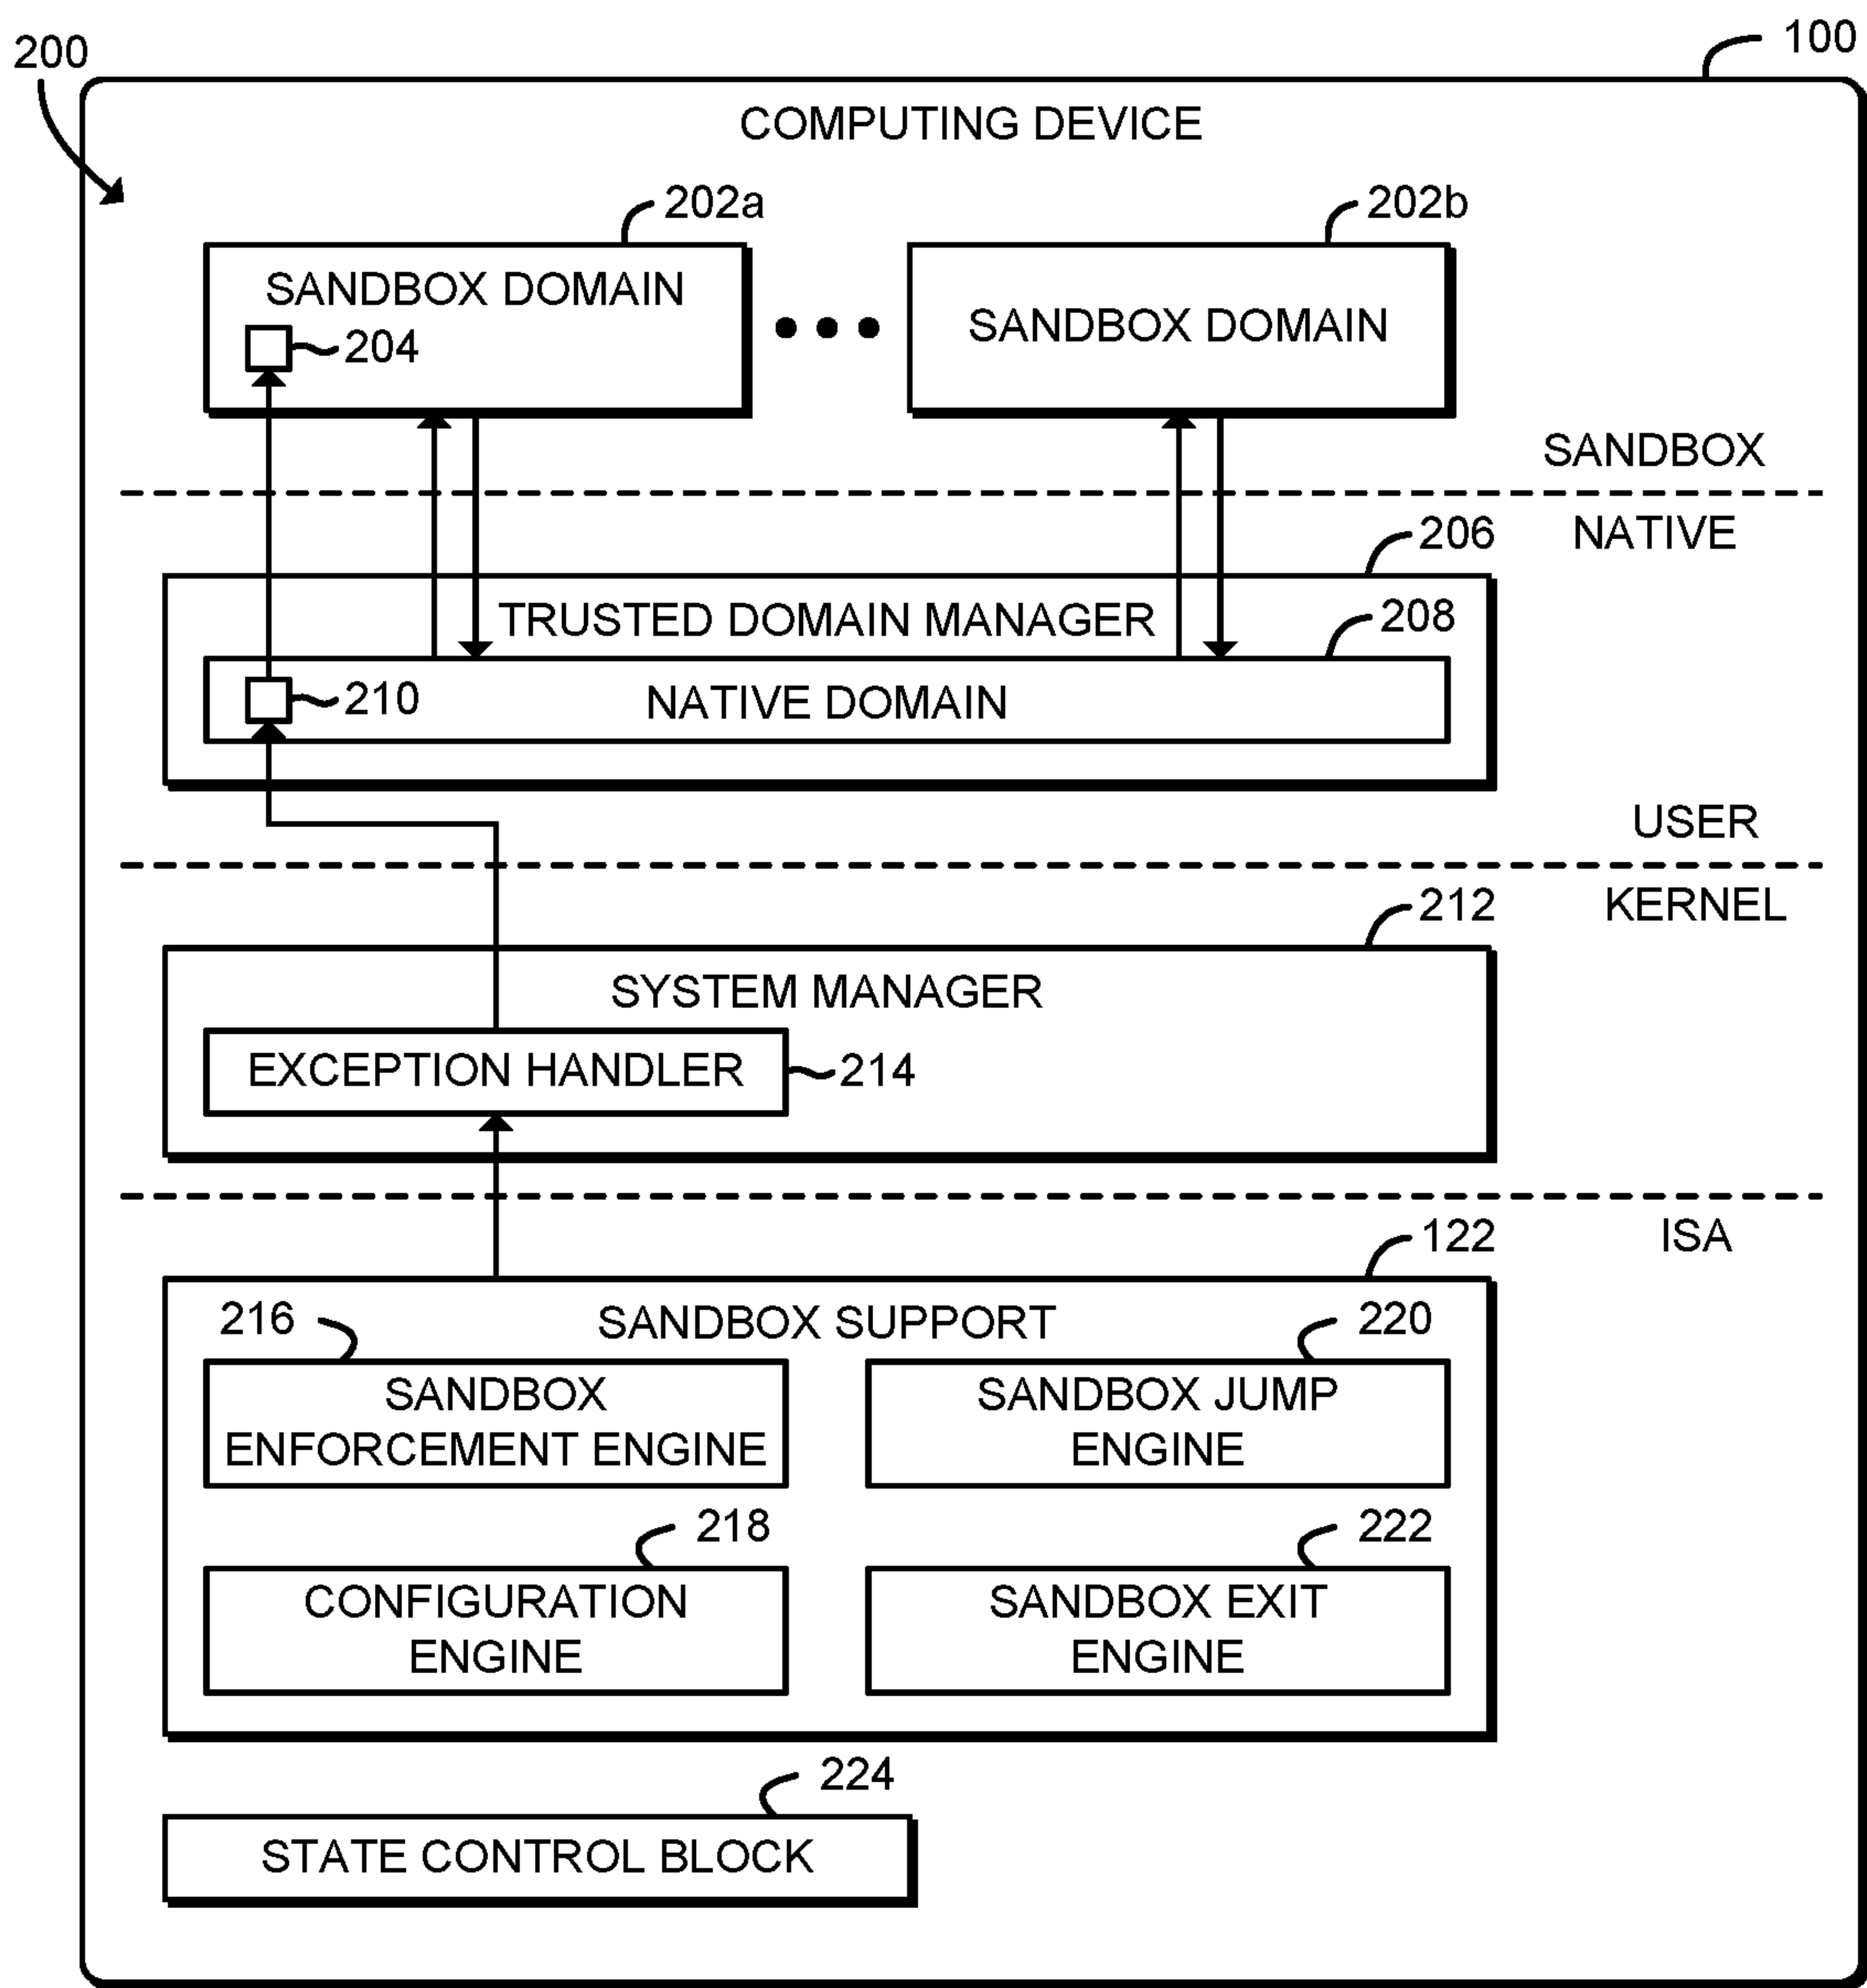 200
100
COMPUTING DEVICE
202a
202b
SANDBOX DOMAIN
204
SANDBOX DOMAIN
SANDBOX
NATIVE
206
TRUSTED DOMAIN MANAGER
208
210
NATIVE DOMAIN
USER
KERNEL
212
SYSTEM MANAGER
EXCEPTION HANDLER
214
ISA
122
SANDBOX SUPPORT
216
SANDBOX
ENFORCEMENT ENGINE
220
SANDBOX JUMP
ENGINE
218
CONFIGURATION
ENGINE
222
SANDBOX EXIT
ENGINE
224
STATE CONTROL BLOCK